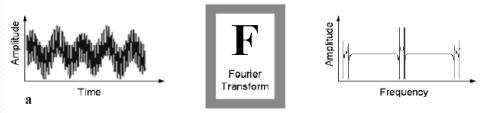 Amplitude
Time
a
F
Fourier
Transform
Amplitude
Frequency